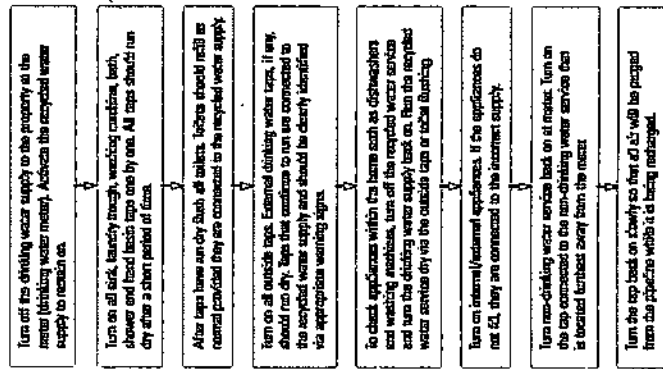 Turn off the drinking water supply to the property at the
meter (drinking water meter). Activate the recycled water
supply to remain on.
Turn on all sink, laundry trough, washing machine, bath,
shower and hand basin taps one by one. All taps should run
dry after a short period of time.
After taps have run dry flush all toilets. Toilets should refill as
normal provided they are connected to the recycled water supply.
Turn on all outside taps. External drinking water taps, if any,
should run dry. Taps that continue to run are connected to
the recycled water supply and should be clearly identified
via appropriate warning signs.
To check appliances within the home such as dishwashers
and washing machines, turn off the recycled water service
and turn the drinking water supply back on. Run the recycled
water service dry via the outside taps or toilet flushing.
Turn on internal/external appliances. If the appliances do
not fill, they are connected to the incorrect supply.
Turn non-drinking water service back on at meter. Turn on
the tap connected to the non-drinking water service that
is located furthest away from the meter
Turn the tap back on slowly so that all air will be purged
from the pipeline while it is being recharged.